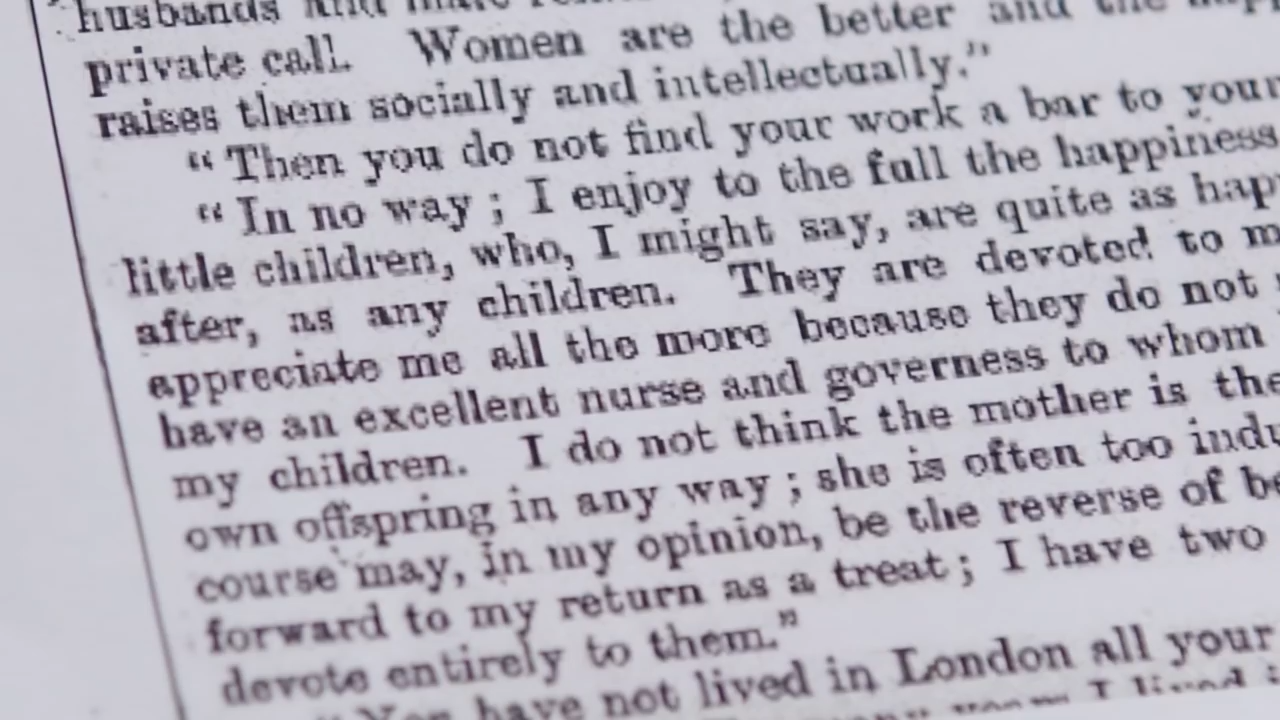 husbands and
private call. Women are the better and the
raises them socially and intellectually."
"Then you do not find your work a bar to your
"In no way; I enjoy to the full the happiness
little children, who, I might say, are quite as
after, as any children. They are devoted to
appreciate me all the more because they do not
have an excellent nurse and governess to whom
my children. I do not think the mother is the
own offspring in any way; she is often too
course may, in my opinion, be the reverse of
forward to my return as a treat; I have two
devote entirely to them."
have not lived in London all your
I lived